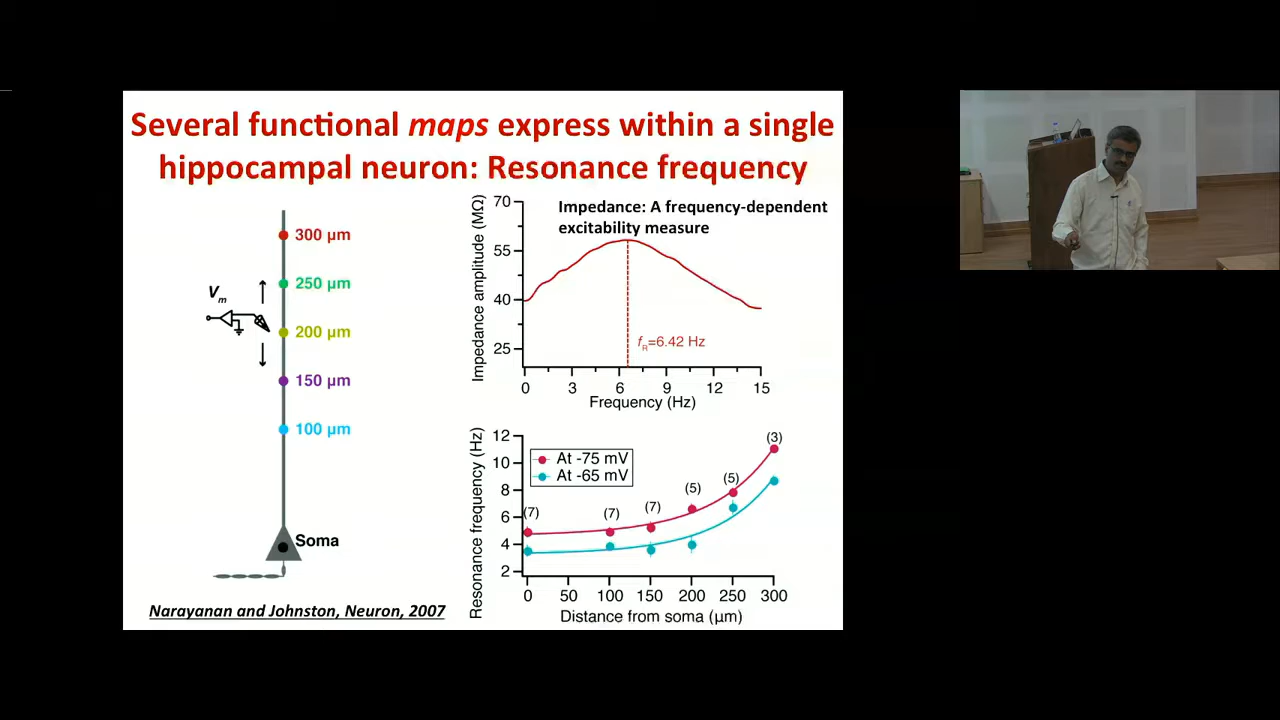 Several functional maps express within a single
hippocampal neuron: Resonance frequency
300 µm
250 µm
Vm
200 µm
150 µm
100 µm
Soma
Narayanan and Johnston, Neuron, 2007
Impedance: A frequency-dependent
excitability measure
Impedance amplitude (MΩ)
70
55
40
25
fR=6.42 Hz
0 3 6 9 12 15
Frequency (Hz)
Resonance frequency (Hz)
12
10
8
6
4
2
At -75 mV
At -65 mV
(7) (7) (7) (5) (5) (3)
0 50 100 150 200 250 300
Distance from soma (µm)